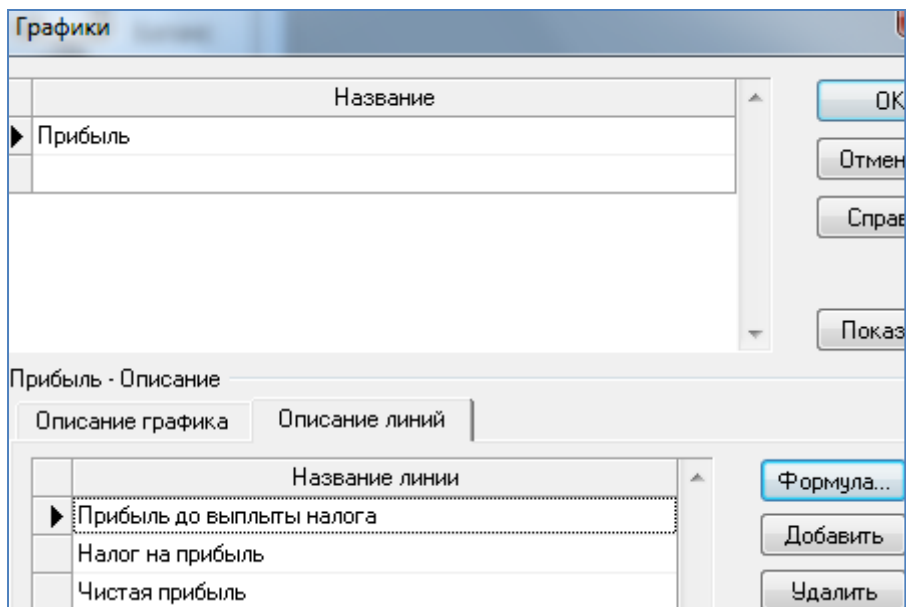 Графики
Название
Прибыль
OK
Отмен
Справ
Показ
Прибыль - Описание
Описание графика
Описание линий
Название линии
Прибыль до выплыты налога
Налог на прибыль
Чистая прибыль
Формула...
Добавить
Удалить